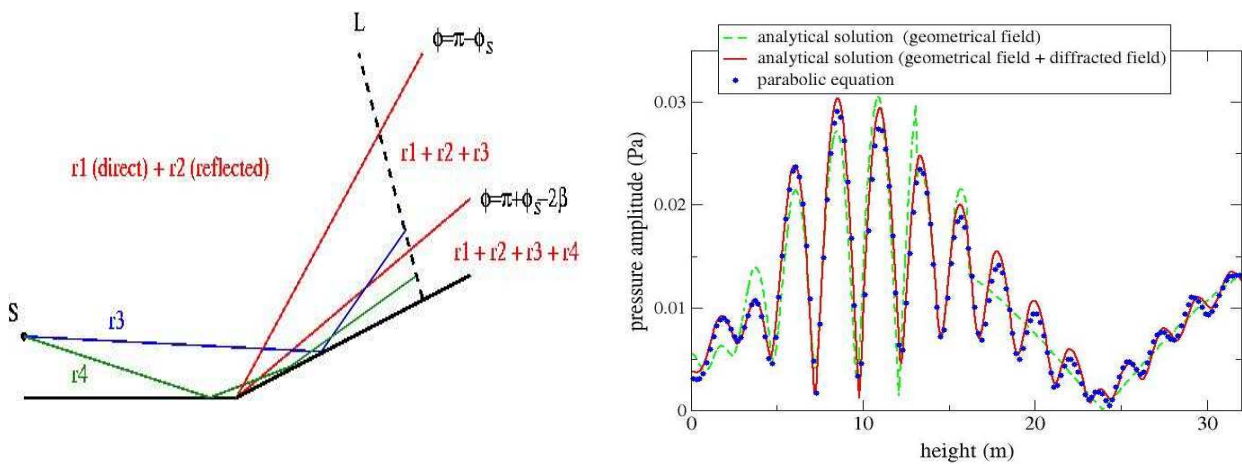 L
ϕ=π−ϕs
r1 (direct) + r2 (reflected)
r1 + r2 + r3
ϕ=π+ϕs−2β
r1 + r2 + r3 + r4
S
r3
r4
analytical solution (geometrical field)
analytical solution (geometrical field + diffracted field)
parabolic equation
pressure amplitude (Pa)
0.03
0.02
0.01
0
0
10
20
30
height (m)